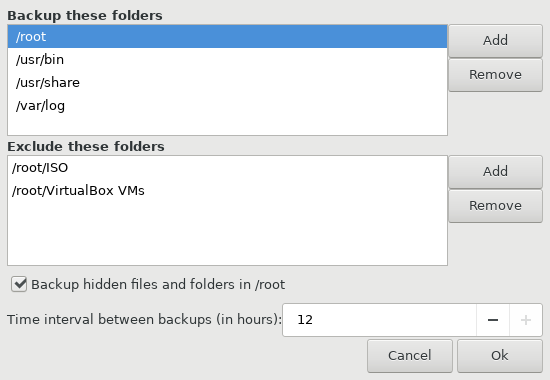 Backup these folders
/root
Add
/usr/bin
Remove
/usr/share
/var/log
Exclude these folders
/root/ISO
Add
/root/VirtualBox VMs
Remove
Backup hidden files and folders in /root
Time interval between backups (in hours): 12 − +
Cancel Ok